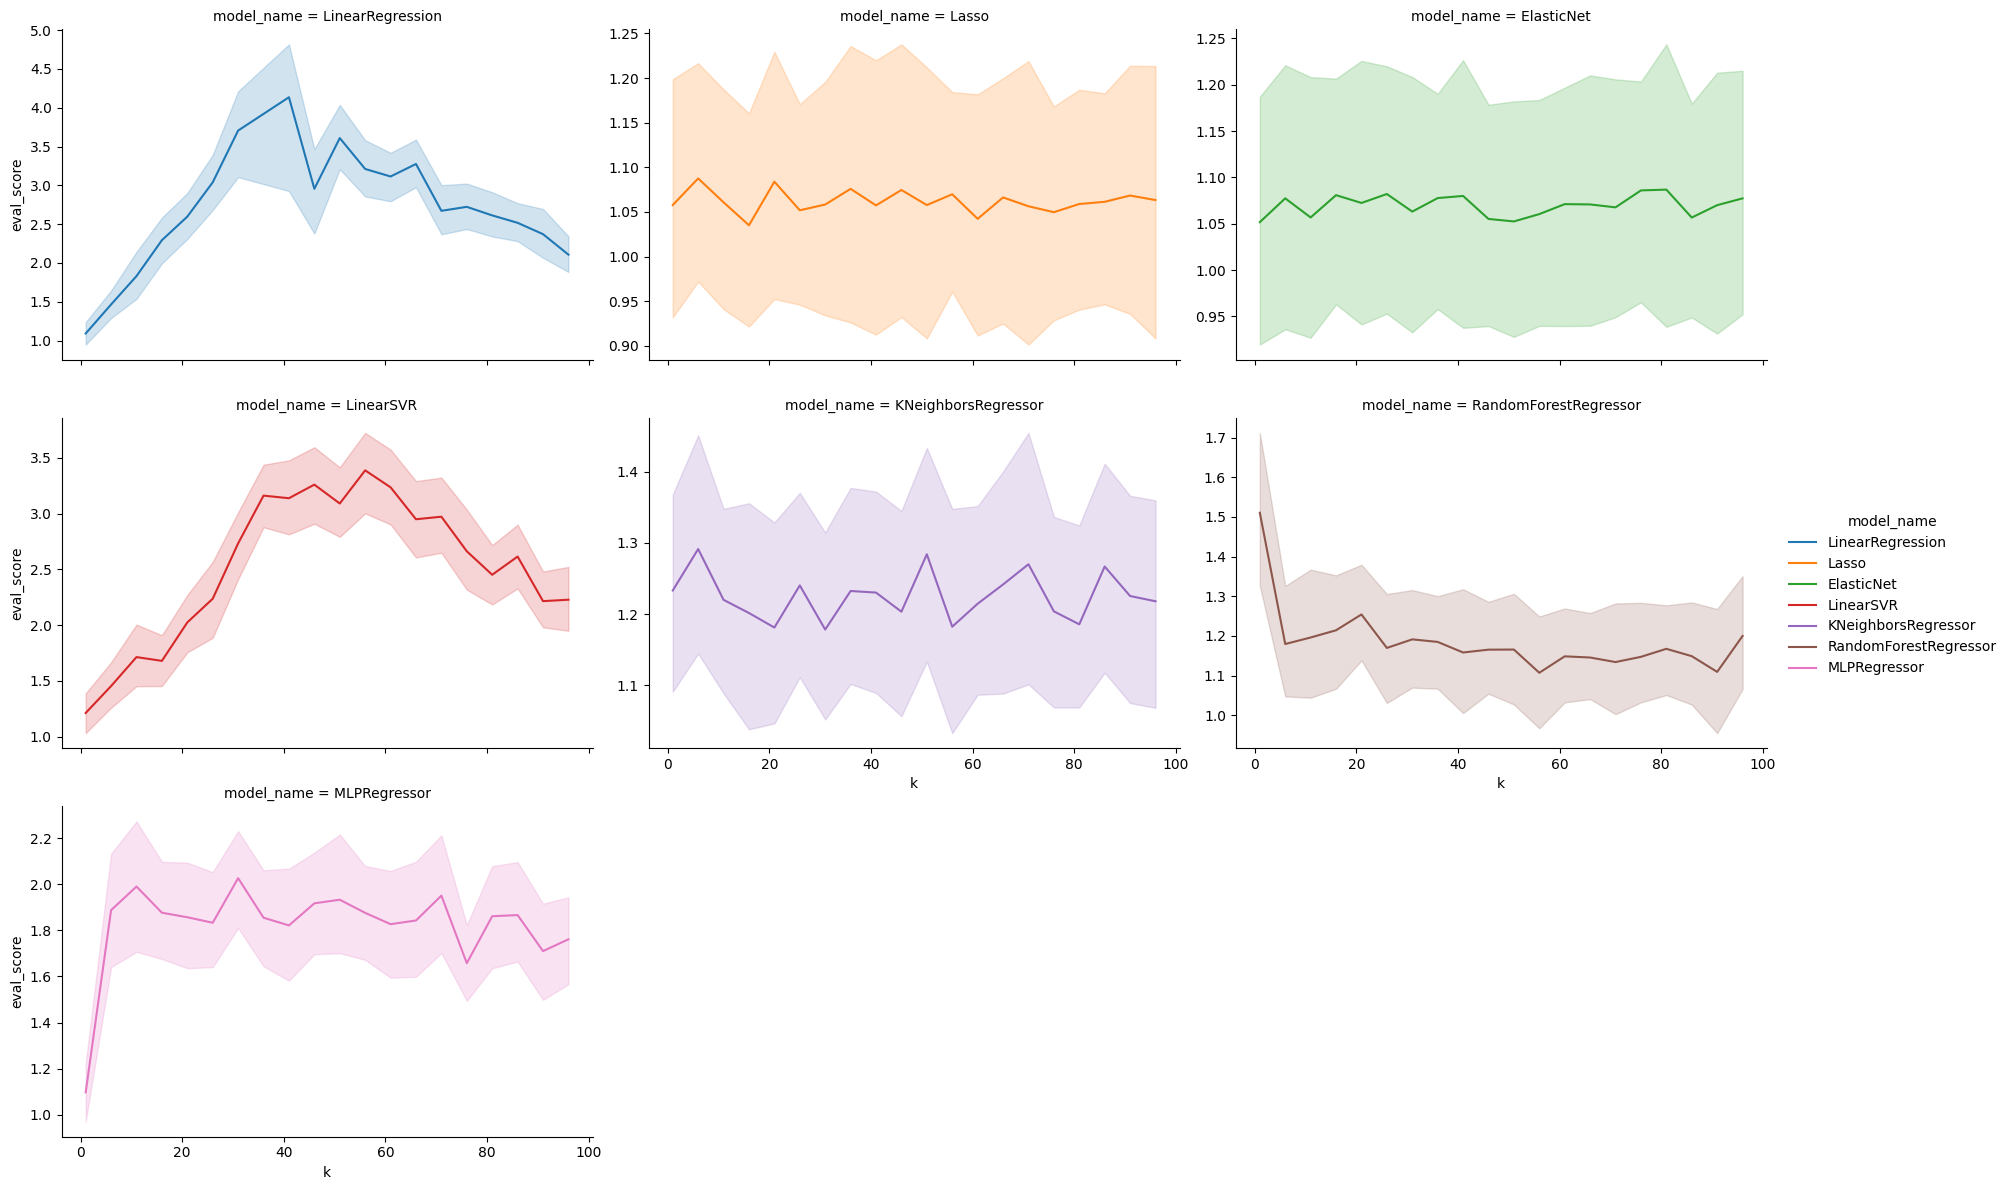 model_name = LinearRegression
5.0
4.5
4.0
3.5
3.0
2.5
2.0
1.5
1.0
eval_score
model_name = Lasso
1.25
1.20
1.15
1.10
1.05
1.00
0.95
0.90
model_name = ElasticNet
1.25
1.20
1.15
1.10
1.05
1.00
0.95
model_name = LinearSVR
3.5
3.0
2.5
2.0
1.5
1.0
eval_score
model_name = KNeighborsRegressor
1.4
1.3
1.2
1.1
0 20 40 60 80 100
k
model_name = RandomForestRegressor
1.7
1.6
1.5
1.4
1.3
1.2
1.1
1.0
0 20 40 60 80 100
k
model_name
LinearRegression
Lasso
ElasticNet
LinearSVR
KNeighborsRegressor
RandomForestRegressor
MLPRegressor
model_name = MLPRegressor
2.2
2.0
1.8
1.6
1.4
1.2
1.0
eval_score
0 20 40 60 80 100
k